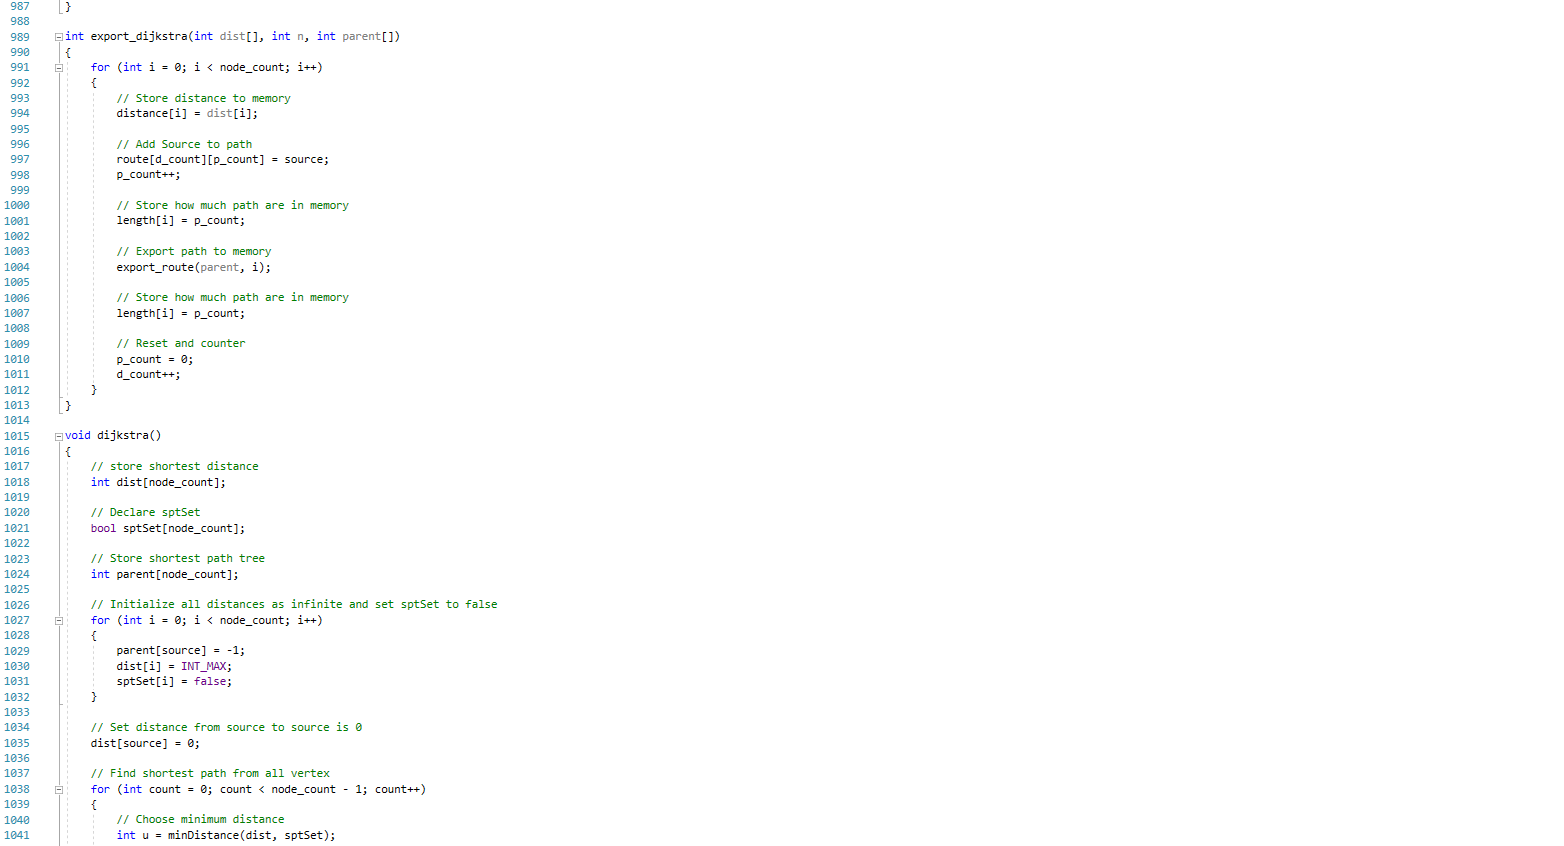 987 }
988
989 int export_dijkstra(int dist[], int n, int parent[])
990 {
991 for (int i = 0; i < node_count; i++)
992 {
993 // Store distance to memory
994 distance[i] = dist[i];
995
996 // Add Source to path
997 route[d_count][p_count] = source;
998 p_count++;
999
1000 // Store how much path are in memory
1001 length[i] = p_count;
1002
1003 // Export path to memory
1004 export_route(parent, i);
1005
1006 // Store how much path are in memory
1007 length[i] = p_count;
1008
1009 // Reset and counter
1010 p_count = 0;
1011 d_count++;
1012 }
1013 }
1014
1015 void dijkstra()
1016 {
1017 // store shortest distance
1018 int dist[node_count];
1019
1020 // Declare sptSet
1021 bool sptSet[node_count];
1022
1023 // Store shortest path tree
1024 int parent[node_count];
1025
1026 // Initialize all distances as infinite and set sptSet to false
1027 for (int i = 0; i < node_count; i++)
1028 {
1029 parent[source] = -1;
1030 dist[i] = INT_MAX;
1031 sptSet[i] = false;
1032 }
1033
1034 // Set distance from source to source is 0
1035 dist[source] = 0;
1036
1037 // Find shortest path from all vertex
1038 for (int count = 0; count < node_count - 1; count++)
1039 {
1040 // Choose minimum distance
1041 int u = minDistance(dist, sptSet);